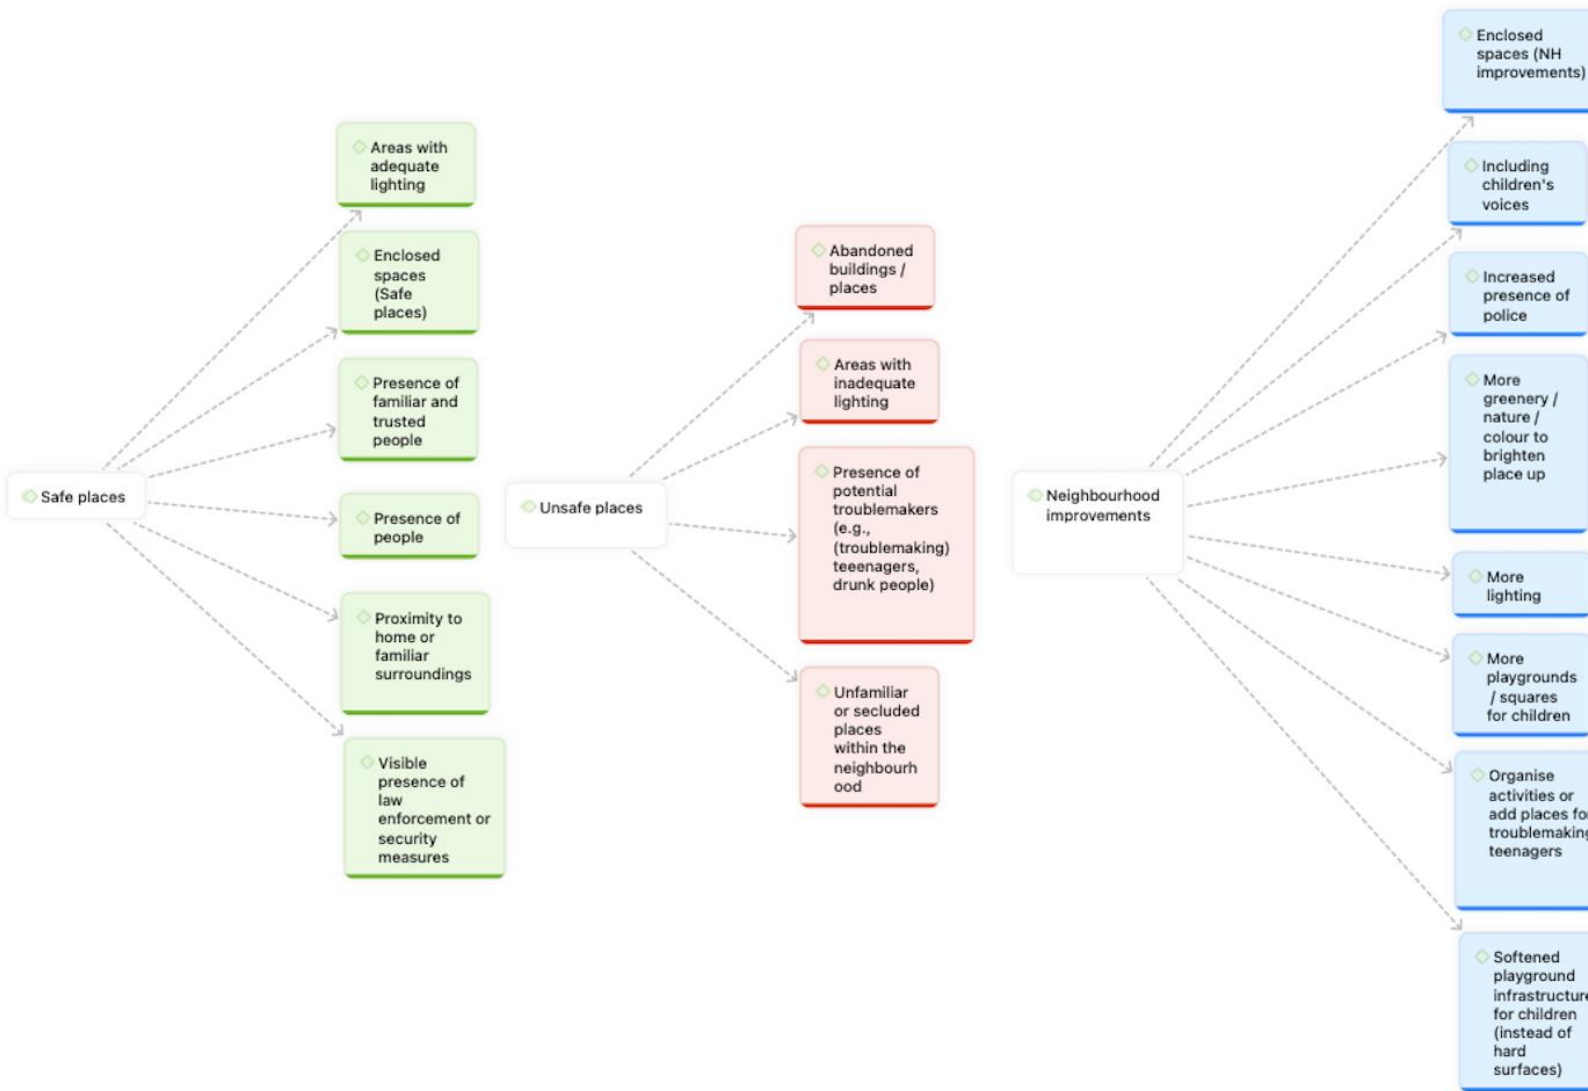 Safe places
Areas with
adequate
lighting
Enclosed
spaces
(Safe
places)
Presence of
familiar and
trusted
people
Presence of
people
Proximity to
home or
familiar
surroundings
Visible
presence of
law
enforcement or
security
measures
Unsafe places
Abandoned
buildings /
places
Areas with
inadequate
lighting
Presence of
potential
troublemakers
(e.g.,
(troublemaking)
teeenagers,
drunk people)
Unfamiliar
or secluded
places
within the
neighbourh
ood
Neighbourhood
improvements
Enclosed
spaces (NH
improvements)
Including
children's
voices
Increased
presence of
police
More
greenery /
nature /
colour to
brighten
place up
More
lighting
More
playgrounds
/ squares
for children
Organise
activities or
add places for
troublemaking
teenagers
Softened
playground
infrastructure
for children
(instead of
hard
surfaces)